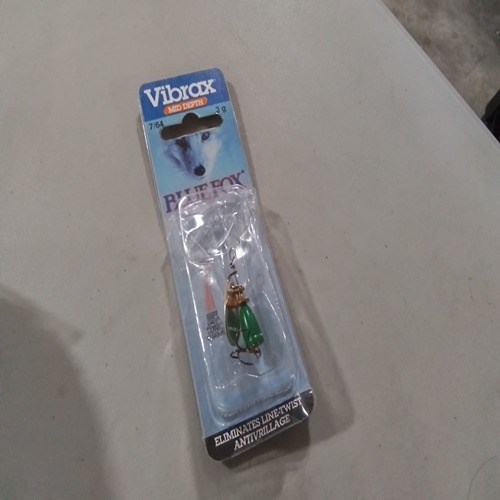 Vibrax
MID DEPTH
7/64 3 g
BLUE FOX
ELIMINATES LINE-TWIST
ANTIVRILLAGE